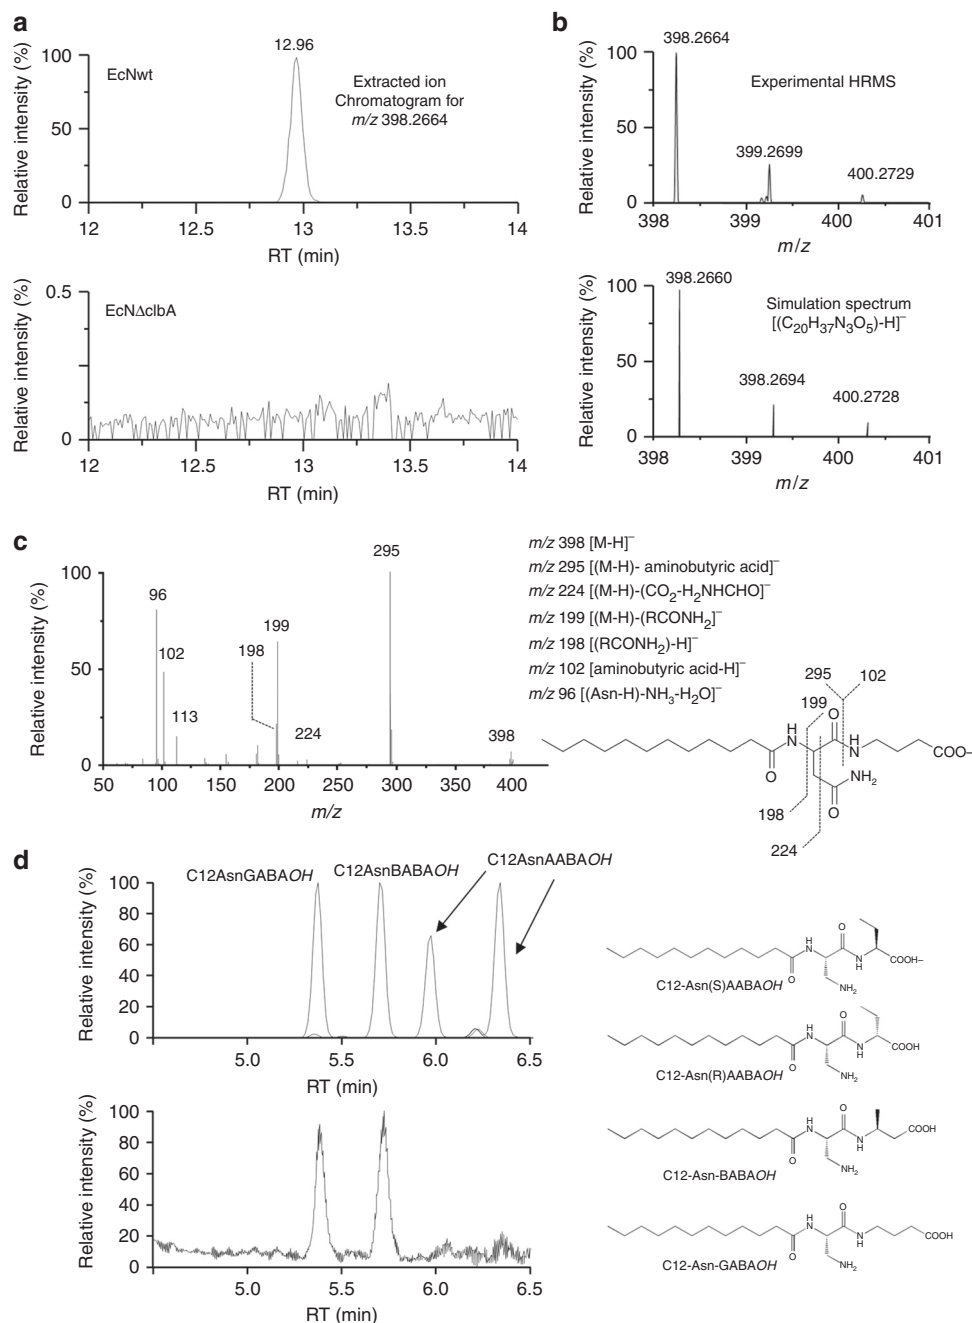 a
Relative intensity (%)
100
50
0
EcNwt
12.96
Extracted ion
Chromatogram for
m/z 398.2664
12 12.5 13 13.5 14
RT (min)
Relative intensity (%)
0.5
0
EcNΔclbA
12 12.5 13 13.5 14
RT (min)
b
Relative intensity (%)
100
50
0
398.2664
Experimental HRMS
399.2699
400.2729
398 399 400 401
m/z
Relative intensity (%)
100
50
0
398.2660
Simulation spectrum
[(C20H37N3O5)-H]–
398.2694
400.2728
398 399 400 401
m/z
c
Relative intensity (%)
100
50
0
96
102
113
198
199
224
295
398
50 100 150 200 250 300 350 400
m/z
m/z 398 [M-H]–
m/z 295 [(M-H)- aminobutyric acid]–
m/z 224 [(M-H)-(CO2-H2NHCHO]–
m/z 199 [(M-H)-(RCONH2]–
m/z 198 [(RCONH2)-H]–
m/z 102 [aminobutyric acid-H]–
m/z 96 [(Asn-H)-NH3-H2O]–
295 102
199
H
N
O
O
N
H
COO–
NH2
O
198
224
d
Relative intensity (%)
100
80
60
40
20
0
C12AsnGABAOH
C12AsnBABAOH
C12AsnAABAOH
5.0 5.5 6.0 6.5
RT (min)
Relative intensity (%)
100
80
60
40
20
0
5.0 5.5 6.0 6.5
RT (min)
O
H
N
O
N
H
COOH–
NH2
C12-Asn(S)AABAOH
O
H
N
O
N
H
COOH
NH2
C12-Asn(R)AABAOH
O
H
N
O
N
H
COOH
NH2
C12-Asn-BABAOH
O
H
N
O
N
H
COOH
NH2
C12-Asn-GABAOH